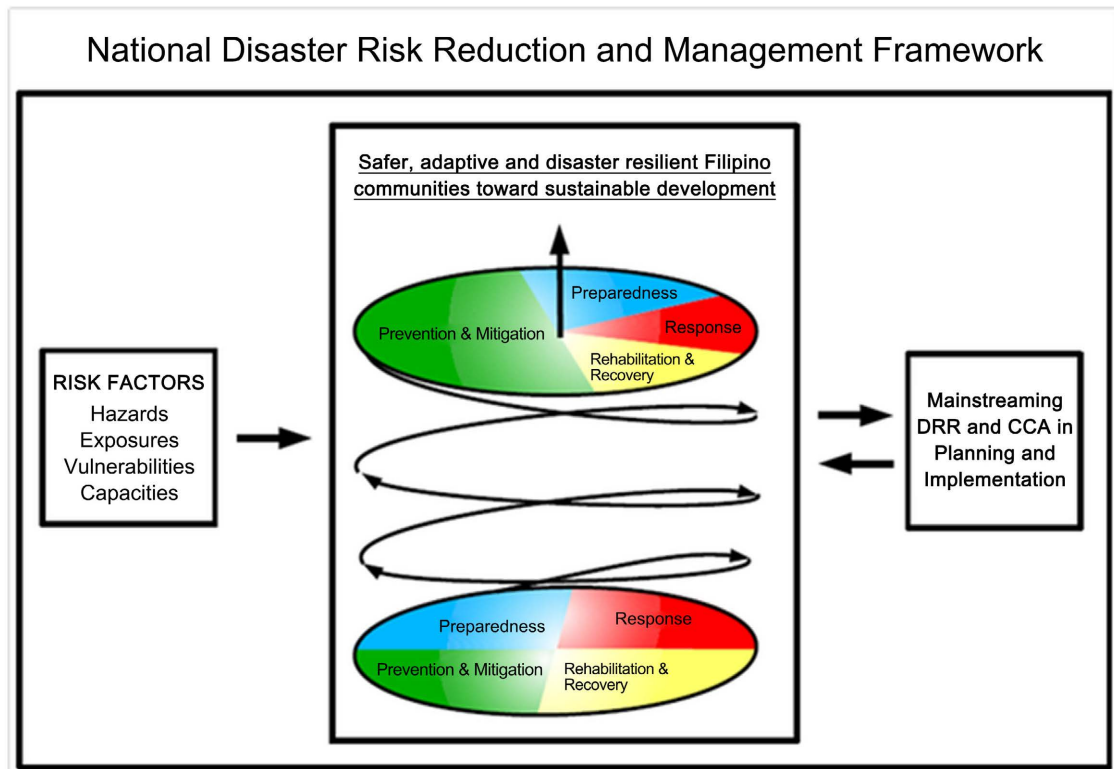 National Disaster Risk Reduction and Management Framework
RISK FACTORS
Hazards
Exposures
Vulnerabilities
Capacities
Safer, adaptive and disaster resilient Filipino
communities toward sustainable development
Preparedness
Prevention & Mitigation
Response
Rehabilitation &
Recovery
Preparedness
Response
Prevention & Mitigation
Rehabilitation &
Recovery
Mainstreaming
DRR and CCA in
Planning and
Implementation